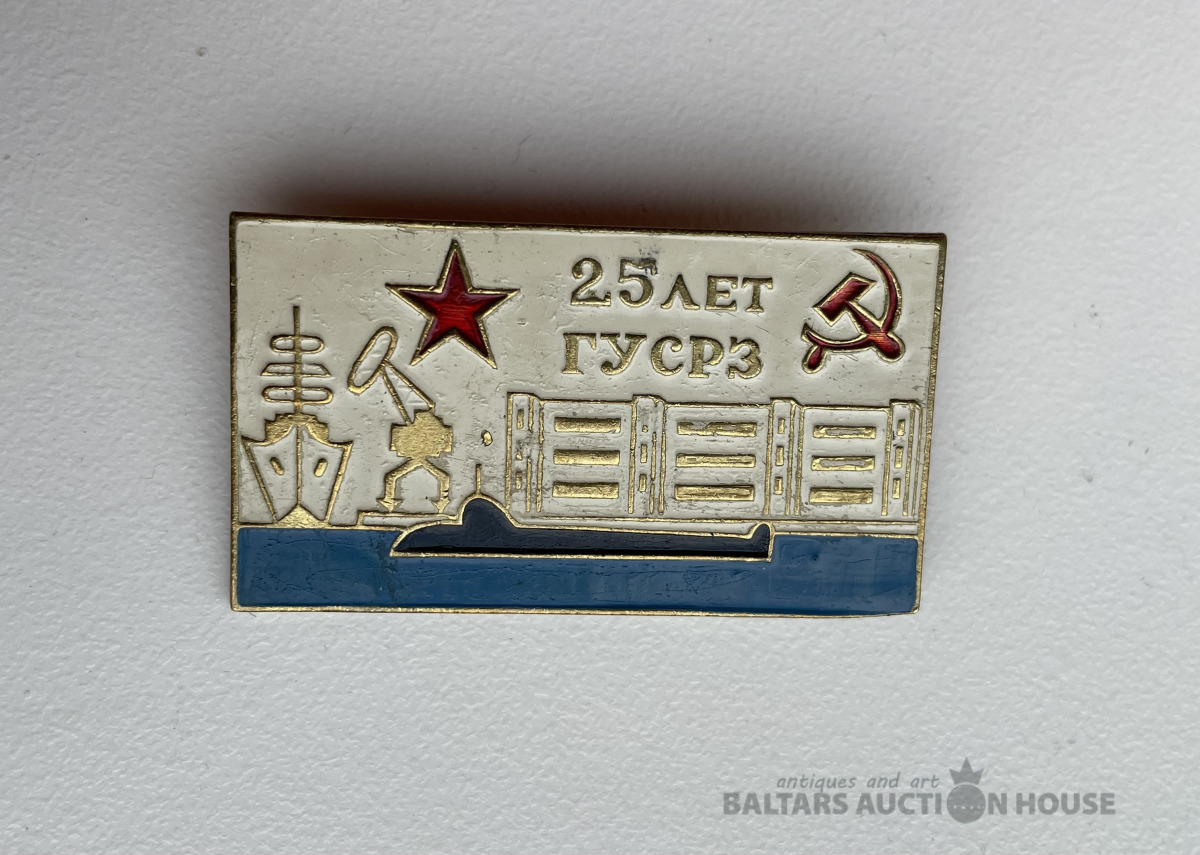 25 ЛЕТ
ГУСРЗ
antiques and art
BALTARS AUCTION HOUSE